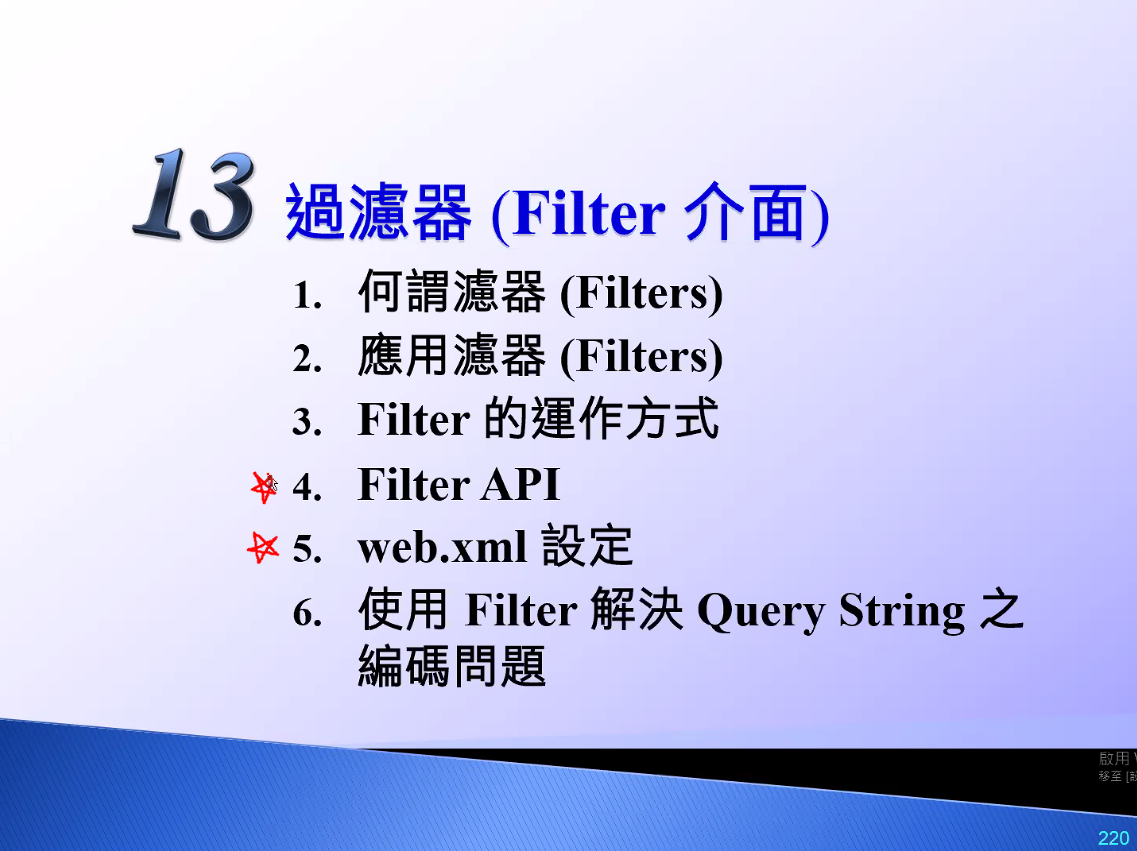 13 過濾器 (Filter 介面)
1. 何謂濾器 (Filters)
2. 應用濾器 (Filters)
3. Filter 的運作方式
4. Filter API
5. web.xml 設定
6. 使用 Filter 解決 Query String 之
編碼問題
啟用
移至
220